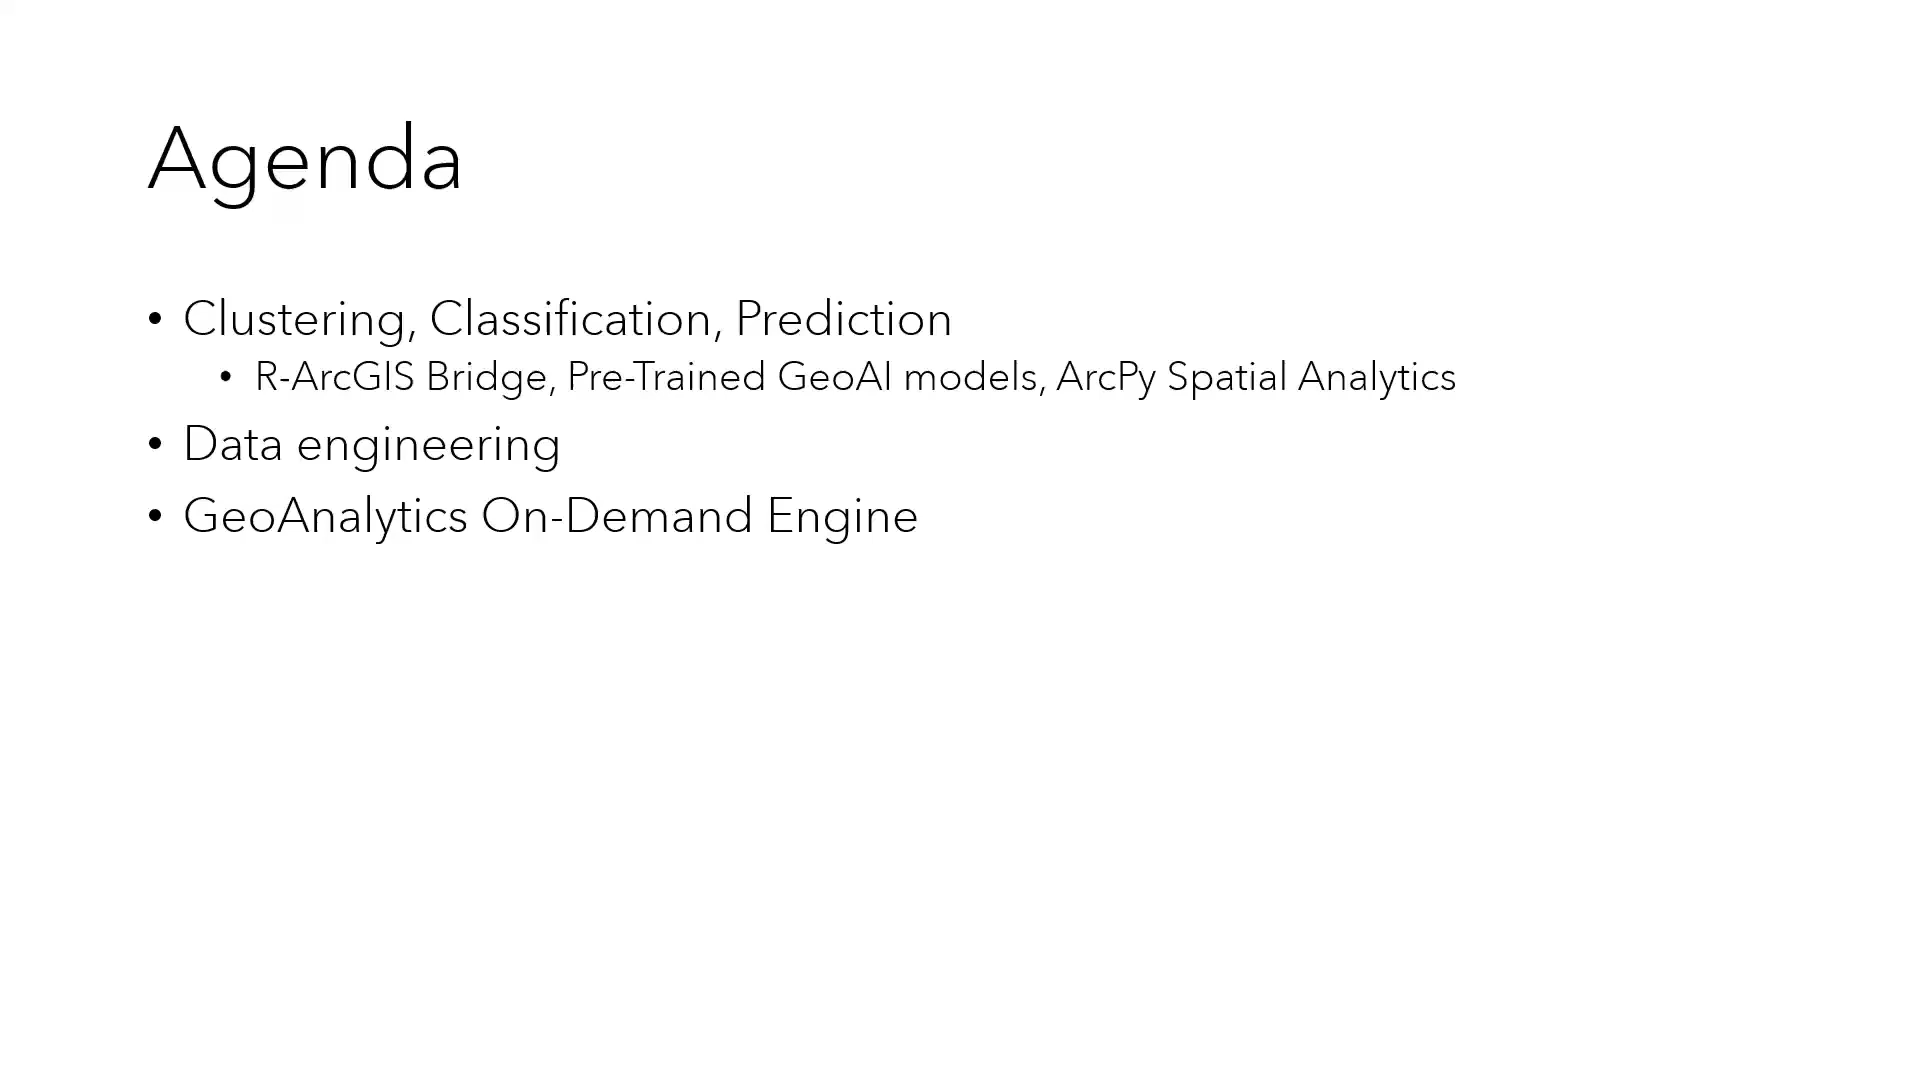 Agenda
• Clustering, Classification, Prediction
• R-ArcGIS Bridge, Pre-Trained GeoAI models, ArcPy Spatial Analytics
• Data engineering
• GeoAnalytics On-Demand Engine